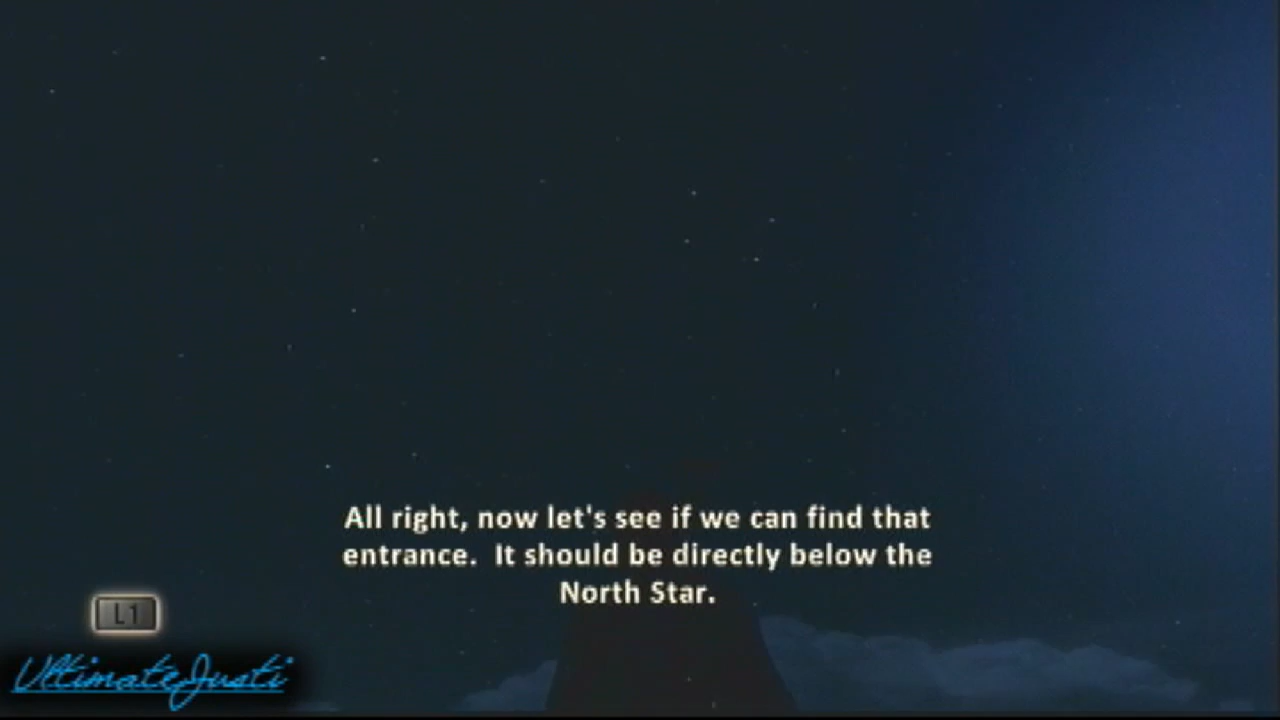 All right, now let's see if we can find that
entrance.  It should be directly below the
North Star.
L1
UltimateJusti